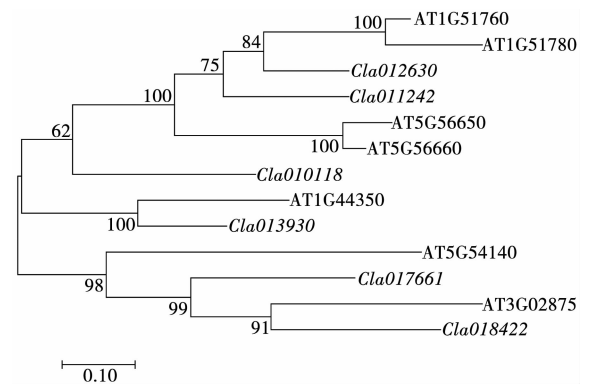 100 AT1G51760
84 AT1G51780
75 Cla012630
100 Cla011242
62 AT5G56650
100 AT5G56660
Cla010118
AT1G44350
100 Cla013930
AT5G54140
98 Cla017661
99 AT3G02875
91 Cla018422
0.10